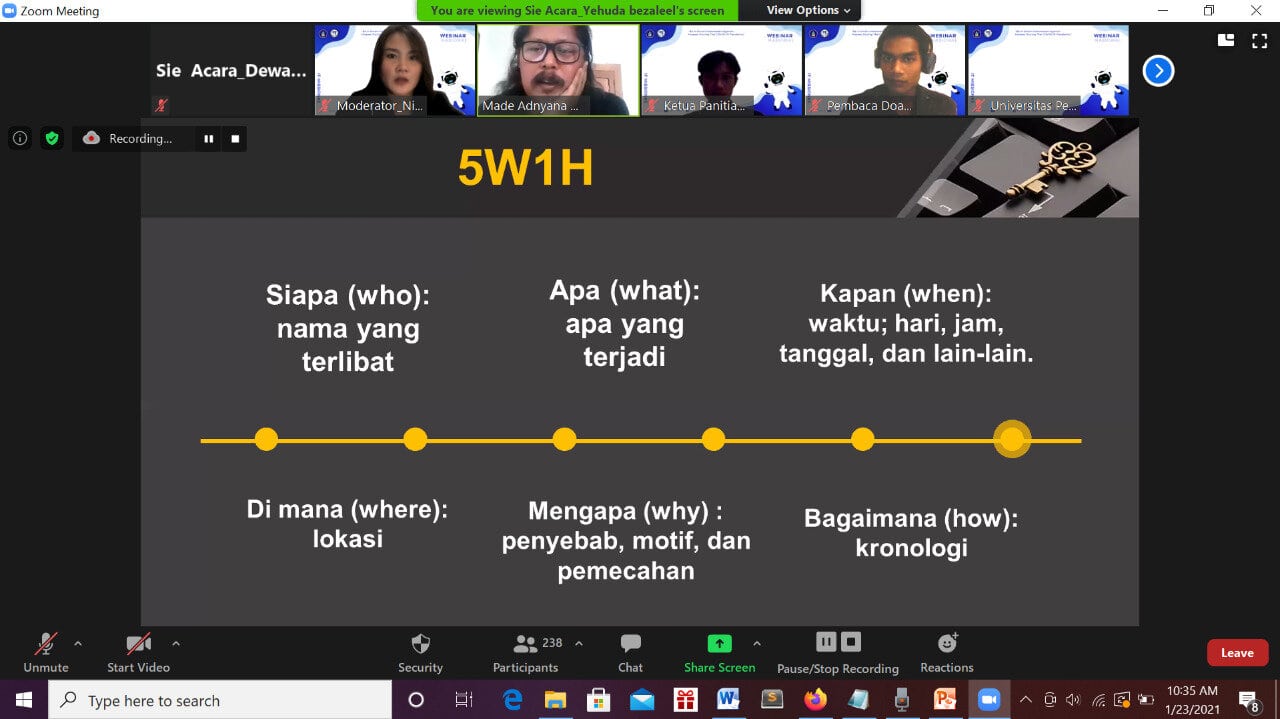 Zoom Meeting
You are viewing Sie Acara_Yehuda bezaleel's screen
View Options
Sie Acara_Dewa...
Moderator_Ni...
Made Adnyana ...
Ketua Panitia...
Pembaca Doa...
Universitas Pe...
WEBINAR
WEBINAR
WEBINAR
WEBINAR
Recording...
5W1H
Siapa (who):
nama yang
terlibat
Apa (what):
apa yang
terjadi
Kapan (when):
waktu; hari, jam,
tanggal, dan lain-lain.
Di mana (where):
lokasi
Mengapa (why) :
penyebab, motif, dan
pemecahan
Bagaimana (how):
kronologi
Unmute
Start Video
Security
238
Participants
Chat
Share Screen
Pause/Stop Recording
Reactions
Leave
Type here to search
10:35 AM
1/23/2021
8